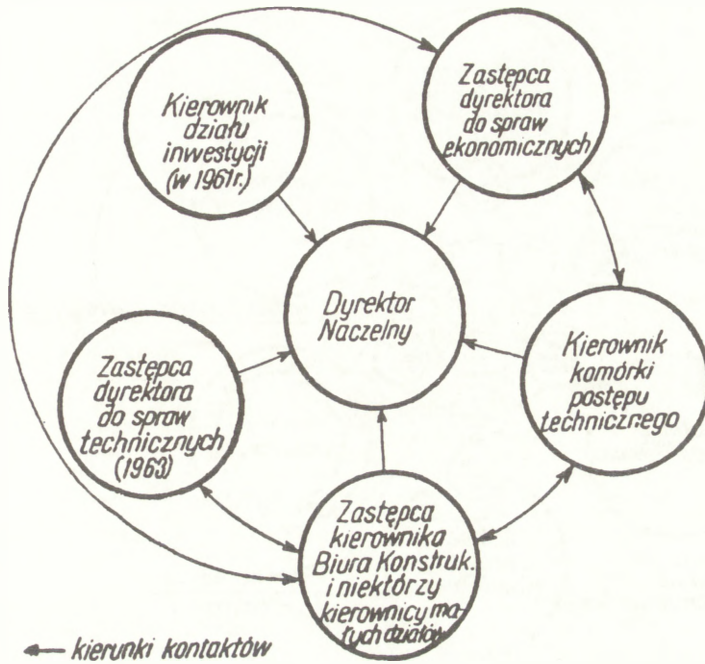 Kierownik
działu
inwestycji
(w 1961r.)
Zastępca
dyrektora
do spraw
ekonomicznych
Dyrektor
Naczelny
Zastępca
dyrektora
do spraw
technicznych
(1963)
Kierownik
komórki
postępu
technicznego
Zastępca
kierownika
Biura Konstruk.
i niektórzy
kierownicy ma-
łych działów
kierunki kontaktów